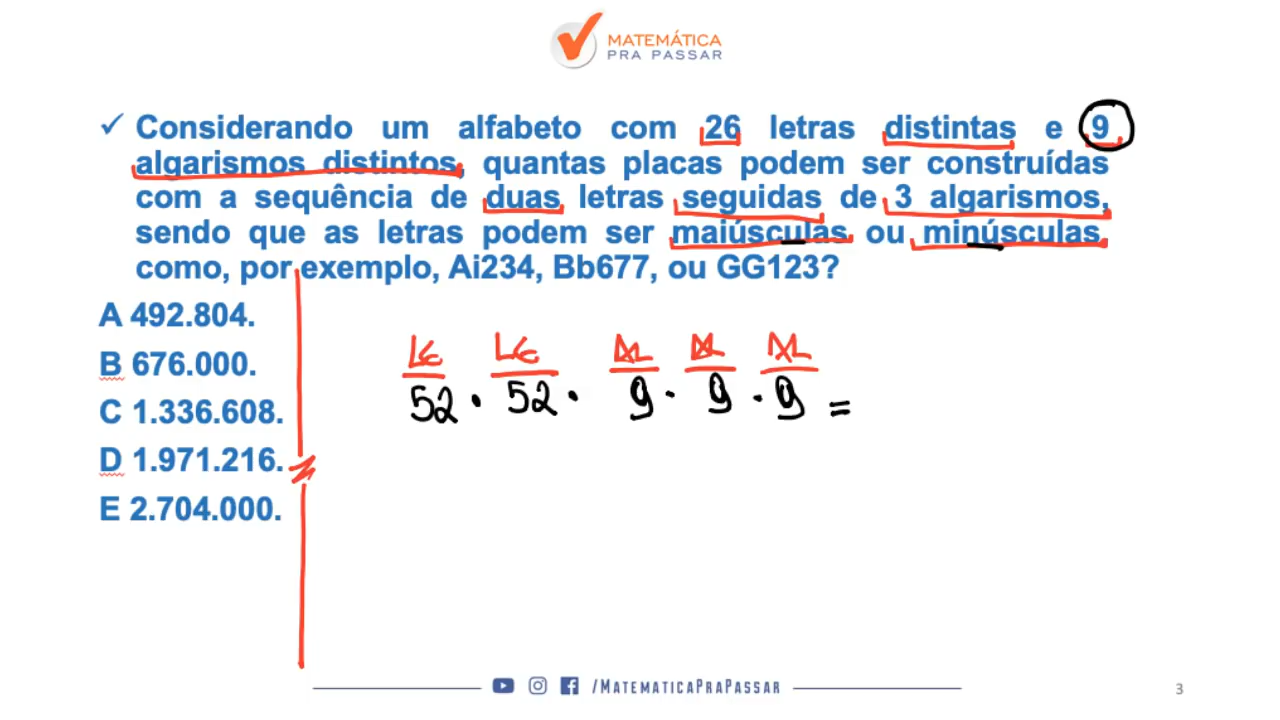 MATEMÁTICA
PRA PASSAR
✓ Considerando um alfabeto com 26 letras distintas e 9
algarismos distintos, quantas placas podem ser construídas
com a sequência de duas letras seguidas de 3 algarismos,
sendo que as letras podem ser maiúsculas ou minúsculas,
como, por exemplo, Ai234, Bb677, ou GG123?
A 492.804.
B 676.000.
C 1.336.608.
D 1.971.216.
E 2.704.000.
52 · 52 · 9 · 9 · 9 =
/MatematicaPraPassar
3